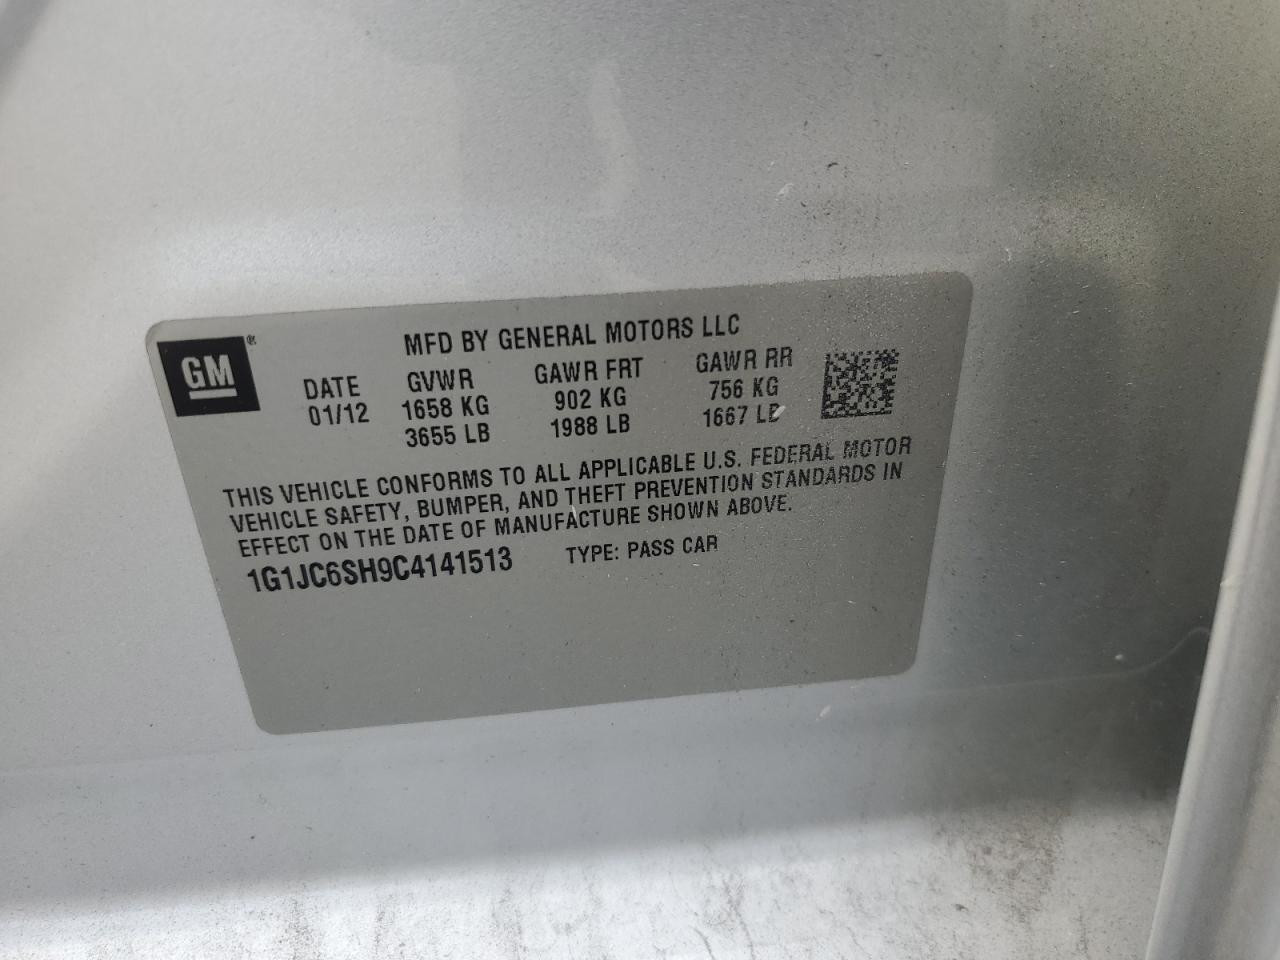 GM®
MFD BY GENERAL MOTORS LLC
DATE GVWR GAWR FRT GAWR RR
01/12 1658 KG 902 KG 756 KG
3655 LB 1988 LB 1667 LB
THIS VEHICLE CONFORMS TO ALL APPLICABLE U.S. FEDERAL MOTOR
VEHICLE SAFETY, BUMPER, AND THEFT PREVENTION STANDARDS IN
EFFECT ON THE DATE OF MANUFACTURE SHOWN ABOVE.
1G1JC6SH9C4141513 TYPE: PASS CAR